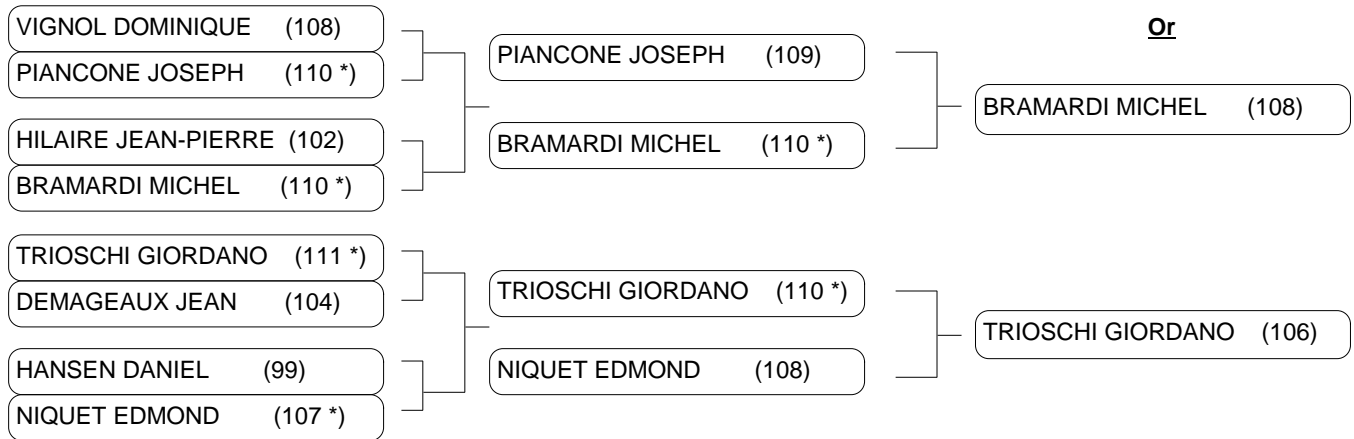 VIGNOL DOMINIQUE (108)
PIANCONE JOSEPH (110 *)
HILAIRE JEAN-PIERRE (102)
BRAMARDI MICHEL (110 *)
TRIOSCHI GIORDANO (111 *)
DEMAGEAUX JEAN (104)
HANSEN DANIEL (99)
NIQUET EDMOND (107 *)
PIANCONE JOSEPH (109)
BRAMARDI MICHEL (110 *)
TRIOSCHI GIORDANO (110 *)
NIQUET EDMOND (108)
Or
BRAMARDI MICHEL (108)
TRIOSCHI GIORDANO (106)